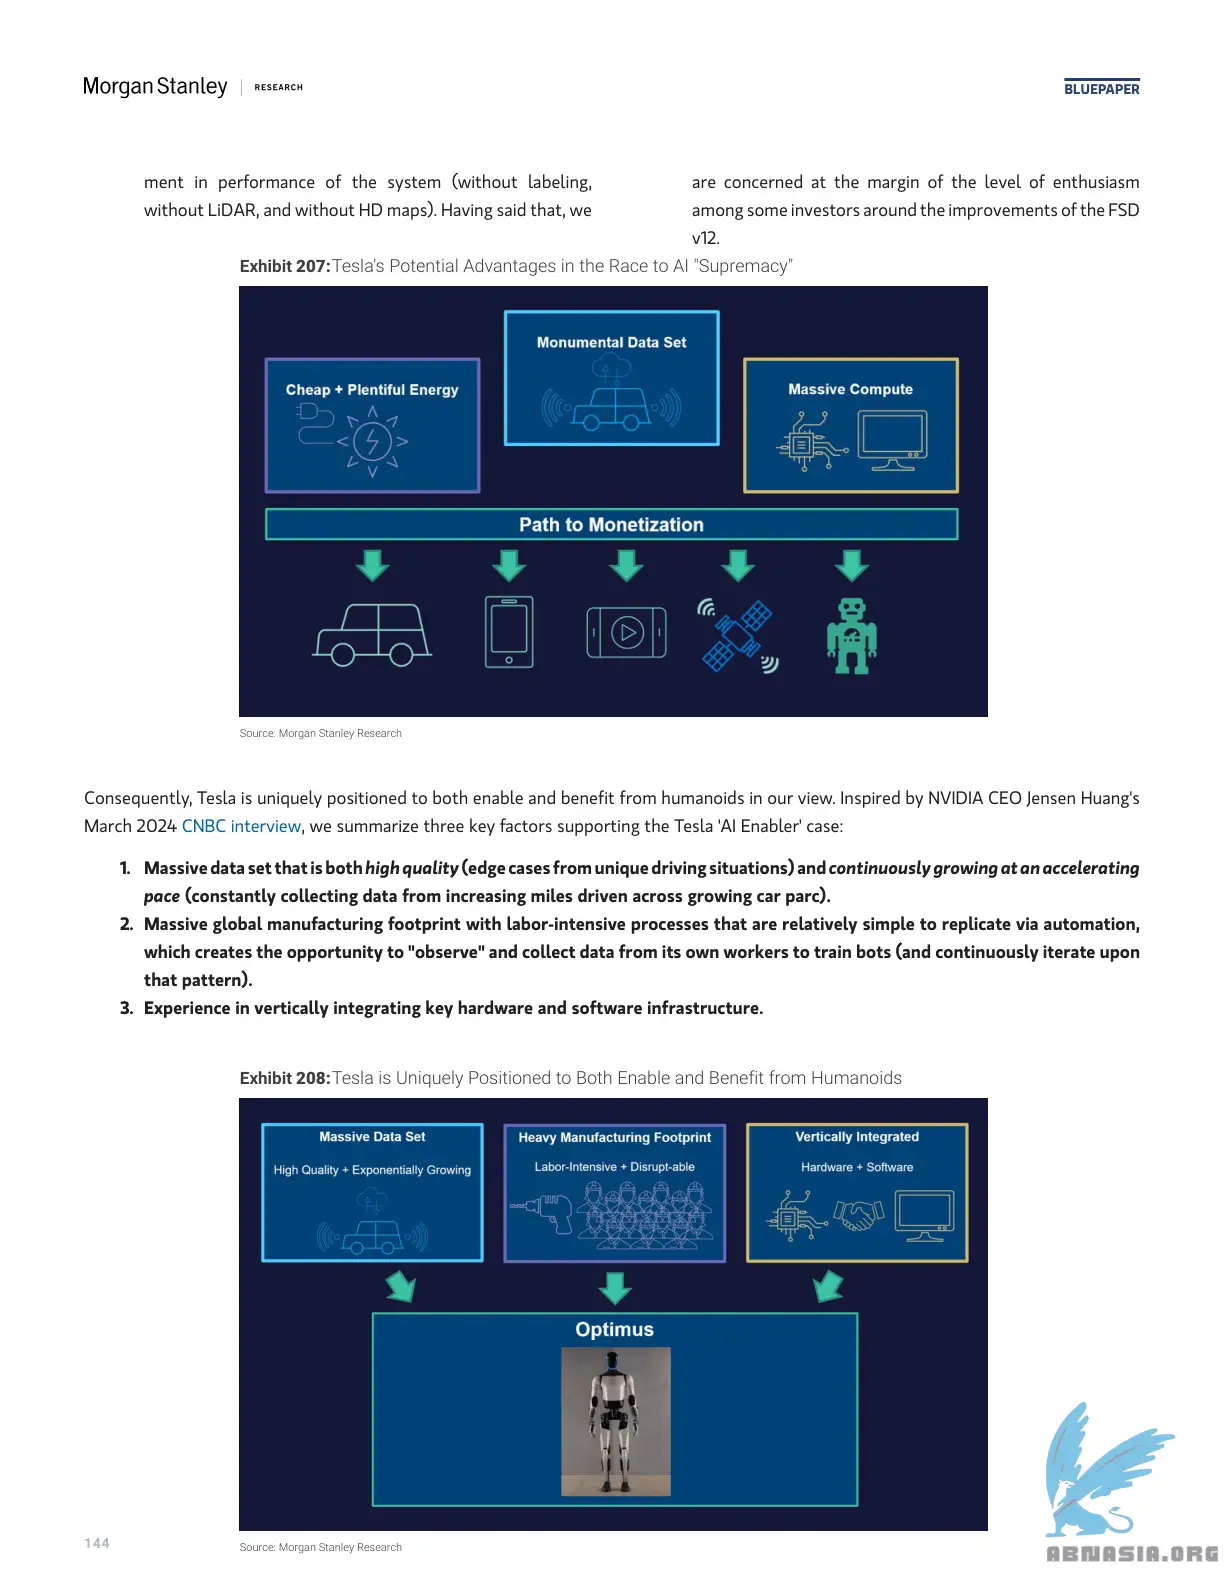 Morgan Stanley | RESEARCH
BLUEPAPER
ment in performance of the system (without labeling,
without LiDAR, and without HD maps). Having said that, we
are concerned at the margin of the level of enthusiasm
among some investors around the improvements of the FSD
v12.
Exhibit 207: Tesla's Potential Advantages in the Race to AI "Supremacy"
Monumental Data Set
Cheap + Plentiful Energy
Massive Compute
Path to Monetization
Source: Morgan Stanley Research
Consequently, Tesla is uniquely positioned to both enable and benefit from humanoids in our view. Inspired by NVIDIA CEO Jensen Huang's
March 2024 CNBC interview, we summarize three key factors supporting the Tesla 'AI Enabler' case:
1. Massive data set that is both high quality (edge cases from unique driving situations) and continuously growing at an accelerating
pace (constantly collecting data from increasing miles driven across growing car parc).
2. Massive global manufacturing footprint with labor-intensive processes that are relatively simple to replicate via automation,
which creates the opportunity to "observe" and collect data from its own workers to train bots (and continuously iterate upon
that pattern).
3. Experience in vertically integrating key hardware and software infrastructure.
Exhibit 208: Tesla is Uniquely Positioned to Both Enable and Benefit from Humanoids
Massive Data Set
High Quality + Exponentially Growing
Heavy Manufacturing Footprint
Labor-Intensive + Disrupt-able
Vertically Integrated
Hardware + Software
Optimus
Source: Morgan Stanley Research
144
ABNASIA.ORG